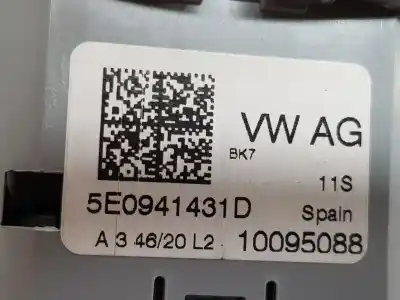 VW AG
BK7
11S
5E0941431D Spain
A 3 46/20 L2 10095088